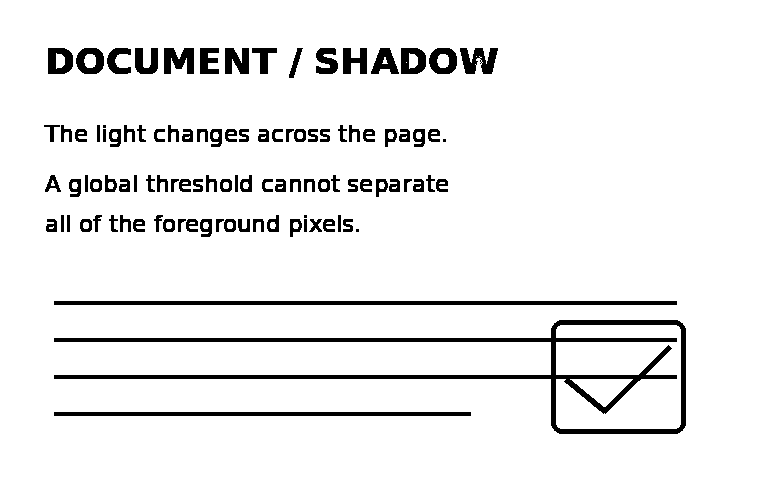 DOCUMENT / SHADOW
The light changes across the page.
A global threshold cannot separate
all of the foreground pixels.